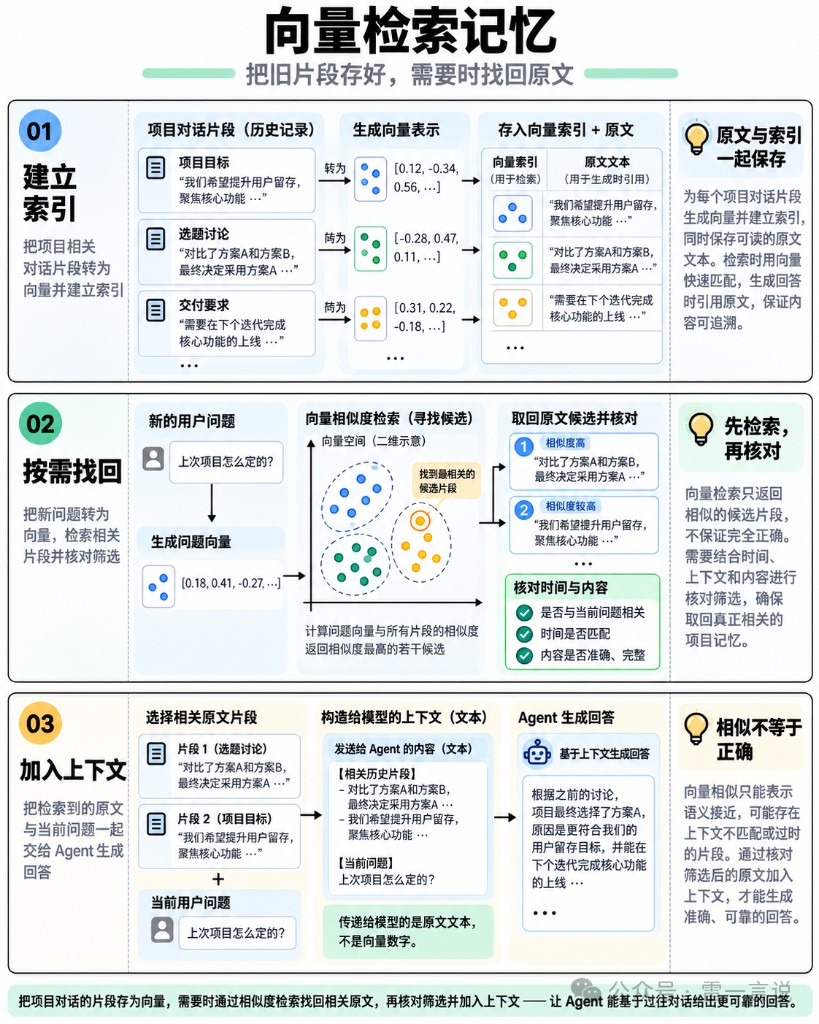 向量检索记忆
把旧片段存好，需要时找回原文
01
建立
索引
把项目相关
对话片段转为
向量并建立索引
项目对话片段（历史记录）
项目目标
“我们希望提升用户留存，
聚焦核心功能 …”
选题讨论
“对比了方案A和方案B，
最终决定采用方案A …”
交付要求
“需要在下个迭代完成
核心功能的上线 …”
…
转为
为
为
生成向量表示
[0.12, -0.34,
0.56, …]
[-0.28, 0.47,
0.11, …]
[0.31, 0.22,
-0.18, …]
…
存入向量索引 + 原文
向量索引
（用于检索）
原文文本
（用于生成时引用）
“我们希望提升用户留存，
聚焦核心功能 …”
“对比了方案A和方案B，
最终决定采用方案A …”
“需要在下个迭代完成
核心功能的上线 …”
…
原文与索引
一起保存
为每个项目对话片段
生成向量并建立索引，
同时保存可读的原文
文本。检索时用向量
快速匹配，生成回答
时引用原文，保证内
容可追溯。
02
按需找回
把新问题转为
向量，检索相关
片段并核对筛选
新的用户问题
上次项目怎么定的？
生成问题向量
[0.18, 0.41, -0.27, …]
向量相似度检索（寻找候选）
向量空间（二维示意）
找到最相关的
候选片段
计算问题向量与所有片段的相似度
返回相似度最高的若干候选
取回原文候选并核对
1 相似度高
“对比了方案A和方案B，
最终决定采用方案A …”
2 相似度较高
“我们希望提升用户留存，
聚焦核心功能 …”
…
核对时间与内容
是否与当前问题相关
时间是否匹配
内容是否准确、完整
先检索，
再核对
向量检索只返回
相似的候选片段，
不保证完全正确。
需要结合时间、
上下文和内容进行
核对筛选，确保
取回真正相关的
项目记忆。
03
加入上下文
把检索到的原文
与当前问题一起
交给 Agent 生成
回答
选择相关原文片段
片段 1（选题讨论）
“对比了方案A和方案B，
最终决定采用方案A …”
片段 2（项目目标）
“我们希望提升用户留存，
聚焦核心功能 …”
+
当前用户问题
上次项目怎么定的？
构造给模型的上下文（文本）
发送给 Agent 的内容（文本）
【相关历史片段】
– 对比了方案A和方案B，
最终决定采用方案A …
– 我们希望提升用户留存，
聚焦核心功能 …
【当前问题】
上次项目怎么定的？
传递给模型的是原文文本，
不是向量数字。
Agent 生成回答
基于上下文生成回答
根据之前的讨论，
项目最终选择了方案A，
原因是更符合我们的
用户留存目标，并能在
下个迭代完成核心功能
的上线 …
…
相似不等于
正确
向量相似只能表示
语义接近，可能存在
上下文不匹配或过时
的片段。通过核对
筛选后的原文加入
上下文，才能生成
准确、可靠的回答。
把项目对话的片段存为向量，需要时通过相似度检索找回相关原文，再核对筛选并加入上下文 —— 让 Agent 能基于过往对话给出更可靠的回答。
公众号 · 雲一言说